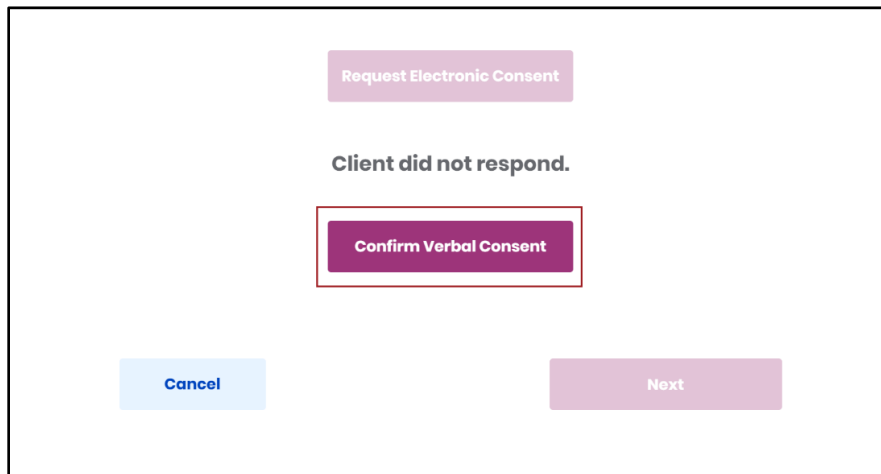 Request Electronic Consent
Client did not respond.
Confirm Verbal Consent
Cancel
Next